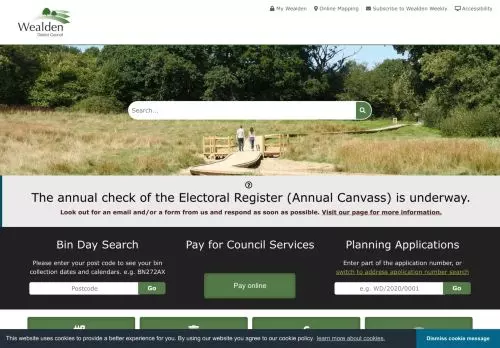 Wealden
District Council
My Wealden
Online Mapping
Subscribe to Wealden Weekly
Accessibility
Search...
The annual check of the Electoral Register (Annual Canvass) is underway.
Look out for an email and/or a form from us and respond as soon as possible. Visit our page for more information.
Bin Day Search
Please enter your post code to see your bin
collection dates and calendars. e.g. BN272AX
Postcode
Go
Pay for Council Services
Pay online
Planning Applications
Enter part of the application number, or
switch to address application number search
e.g. WD/2020/0001
Go
This website uses cookies to provide a better experience for you. By using our website you agree to our cookie policy. learn more about cookies.
Dismiss cookie message